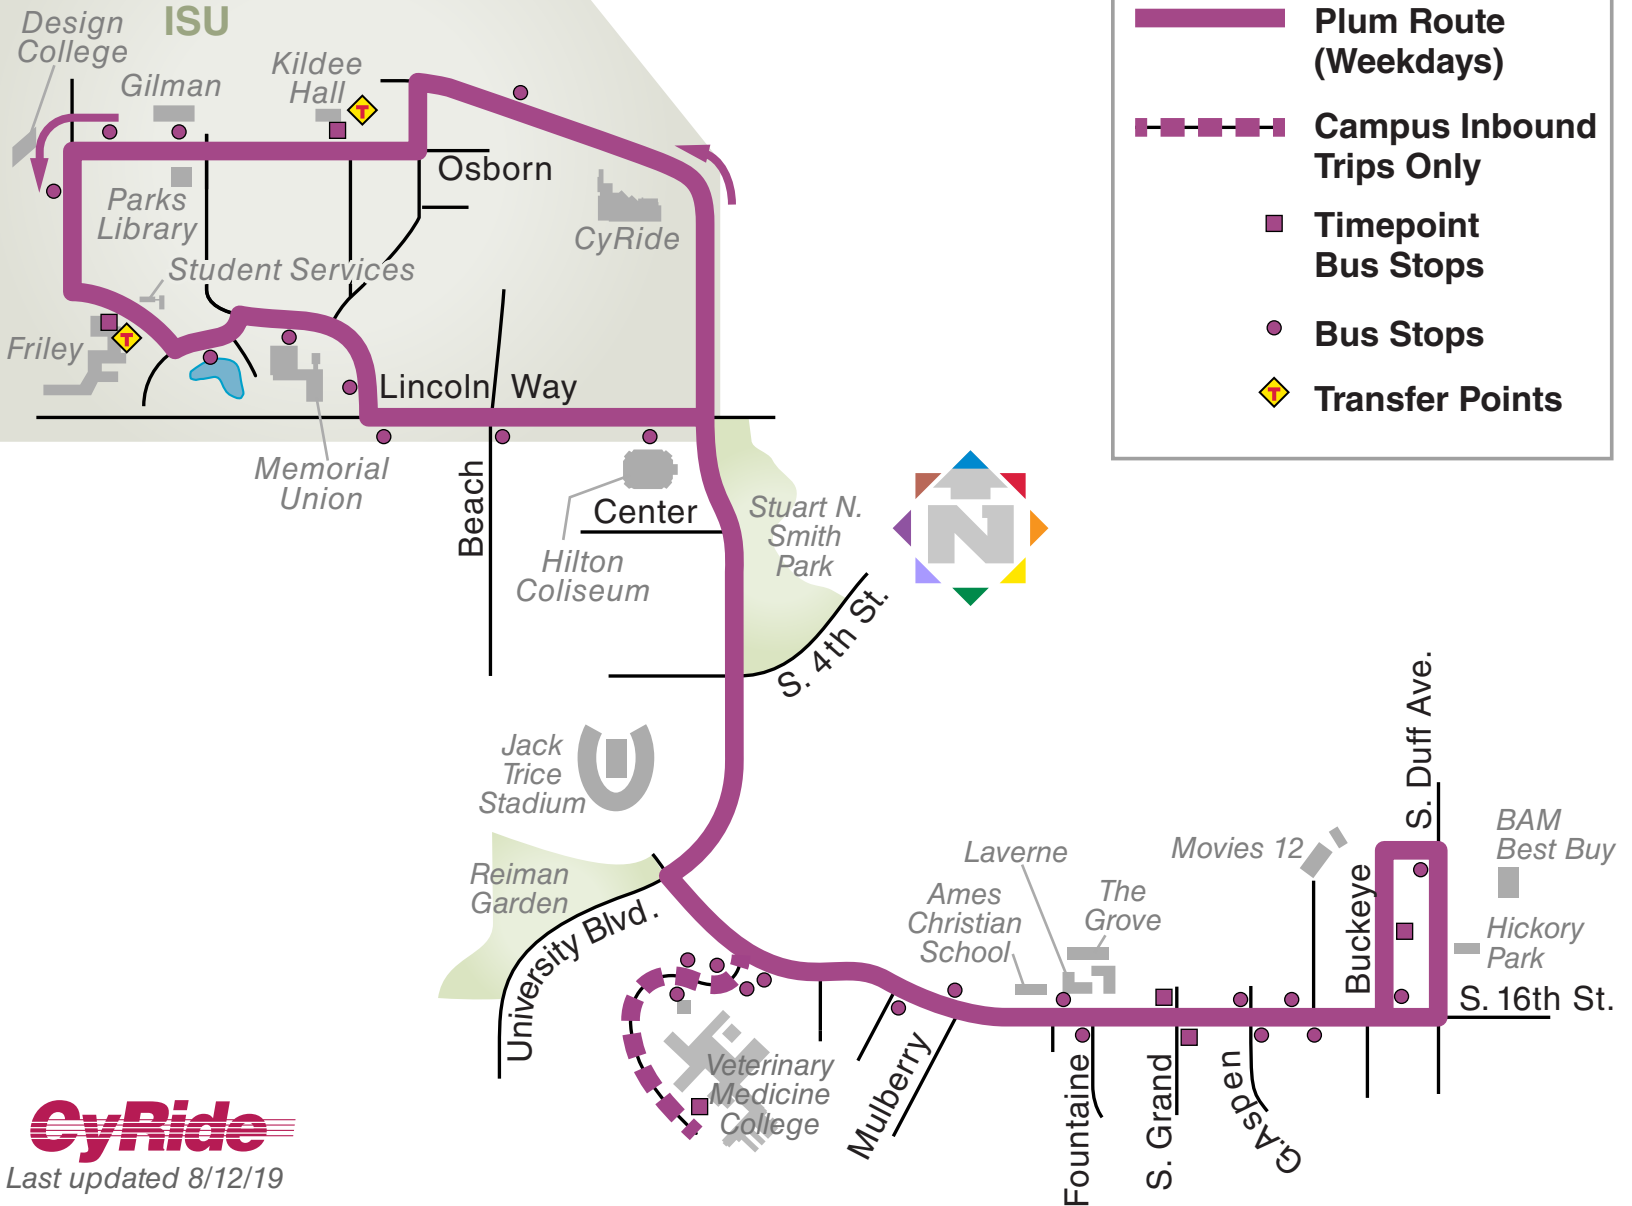 Design
College
ISU
Gilman
Kildee
Hall
T
Osborn
Parks
Library
CyRide
Student Services
Friley
T
Lincoln Way
Memorial
Union
Beach
Center
Hilton
Coliseum
Stuart N.
Smith
Park
N
S. 4th St.
Jack
Trice
Stadium
Reiman
Garden
University Blvd.
Veterinary
Medicine
College
Mulberry
Laverne
Ames
Christian
School
The
Grove
Movies 12
Fountaine
S. Grand
G.Aspen
Buckeye
S. Duff Ave.
BAM
Best Buy
Hickory
Park
S. 16th St.
Plum Route
(Weekdays)
Campus Inbound
Trips Only
Timepoint
Bus Stops
Bus Stops
T
Transfer Points
CyRide
Last updated 8/12/19